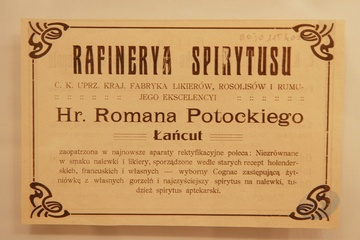 RAFINERYA SPIRYTUSU
C. K. UPRZ. KRAJ. FABRYKA LIKIERÓW, ROSOLISÓW I RUMU-
JEGO EKSCELENCYI
Hr. Romana Potockiego
Łańcut
zaopatrzona w najnowsze aparaty rektyfikacyjne poleca: Niezrównane
w smaku nalewki i likiery, sporządzone wedle starych recept holender-
skich, francuskich i własnych — wyborny Cognac zastępującą żyt-
niówkę z własnych gorzelń i najczyściejszy spirytus na nalewki, tu-
dzież spirytus aptekarski.